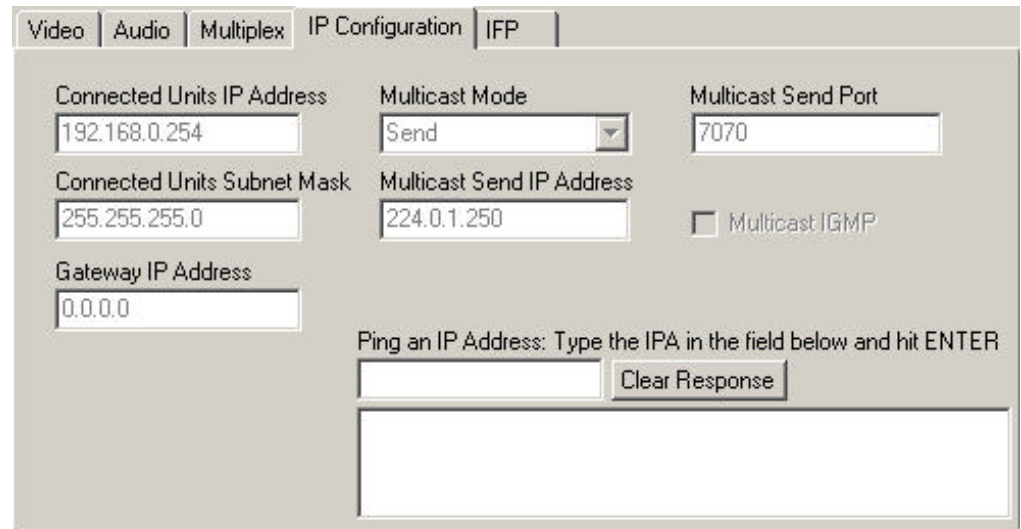 Video Audio Multiplex IP Configuration IFP
Connected Units IP Address Multicast Mode Multicast Send Port
192.168.0.254 Send 7070
Connected Units Subnet Mask Multicast Send IP Address
255.255.255.0 224.0.1.250 Multicast IGMP
Gateway IP Address
0.0.0.0
Ping an IP Address: Type the IPA in the field below and hit ENTER
Clear Response